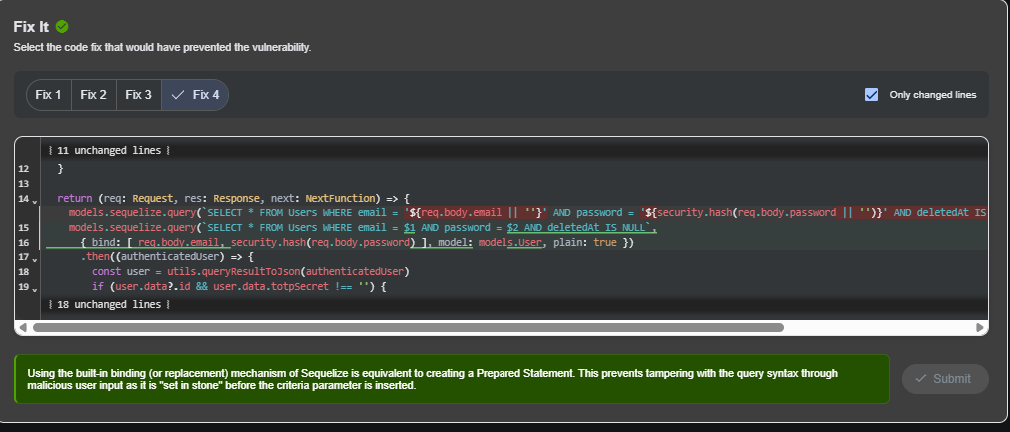 Fix It
Select the code fix that would have prevented the vulnerability.
Fix 1 Fix 2 Fix 3 Fix 4 Only changed lines
11 unchanged lines
12 }
13
14 return (req: Request, res: Response, next: NextFunction) => {
models.sequelize.query(`SELECT * FROM Users WHERE email = '${req.body.email || ''}' AND password = '${security.hash(req.body.password || '')}' AND deletedAt IS
15 models.sequelize.query(`SELECT * FROM Users WHERE email = $1 AND password = $2 AND deletedAt IS NULL`,
16 { bind: [ req.body.email, security.hash(req.body.password) ], model: models.User, plain: true })
17 .then((authenticatedUser) => {
18 const user = utils.queryResultToJson(authenticatedUser)
19 if (user.data?.id && user.data.totpSecret !== '') {
18 unchanged lines
Using the built-in binding (or replacement) mechanism of Sequelize is equivalent to creating a Prepared Statement. This prevents tampering with the query syntax through
malicious user input as it is "set in stone" before the criteria parameter is inserted.
Submit